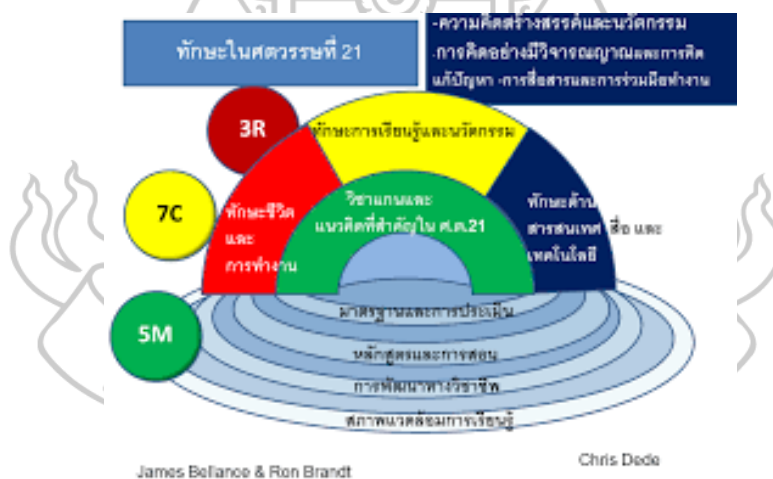 ทักษะในศตวรรษที่ 21
-ความคิดสร้างสรรค์และนวัตกรรม
-การคิดอย่างมีวิจารณญาณและการคิด
แก้ปัญหา -การสื่อสารและการร่วมมือทำงาน
3R
7C
5M
ทักษะการเรียนรู้และนวัตกรรม
ทักษะชีวิต
และ
การทำงาน
วิชาแกนและ
แนวคิดที่สำคัญใน ศ.ต.21
ทักษะด้าน
สารสนเทศ สื่อ และ
เทคโนโลยี
มาตรฐานและการประเมิน
หลักสูตรและการสอน
การพัฒนาทางวิชาชีพ
สภาพแวดล้อมการเรียนรู้
James Bellance & Ron Brandt
Chris Dede